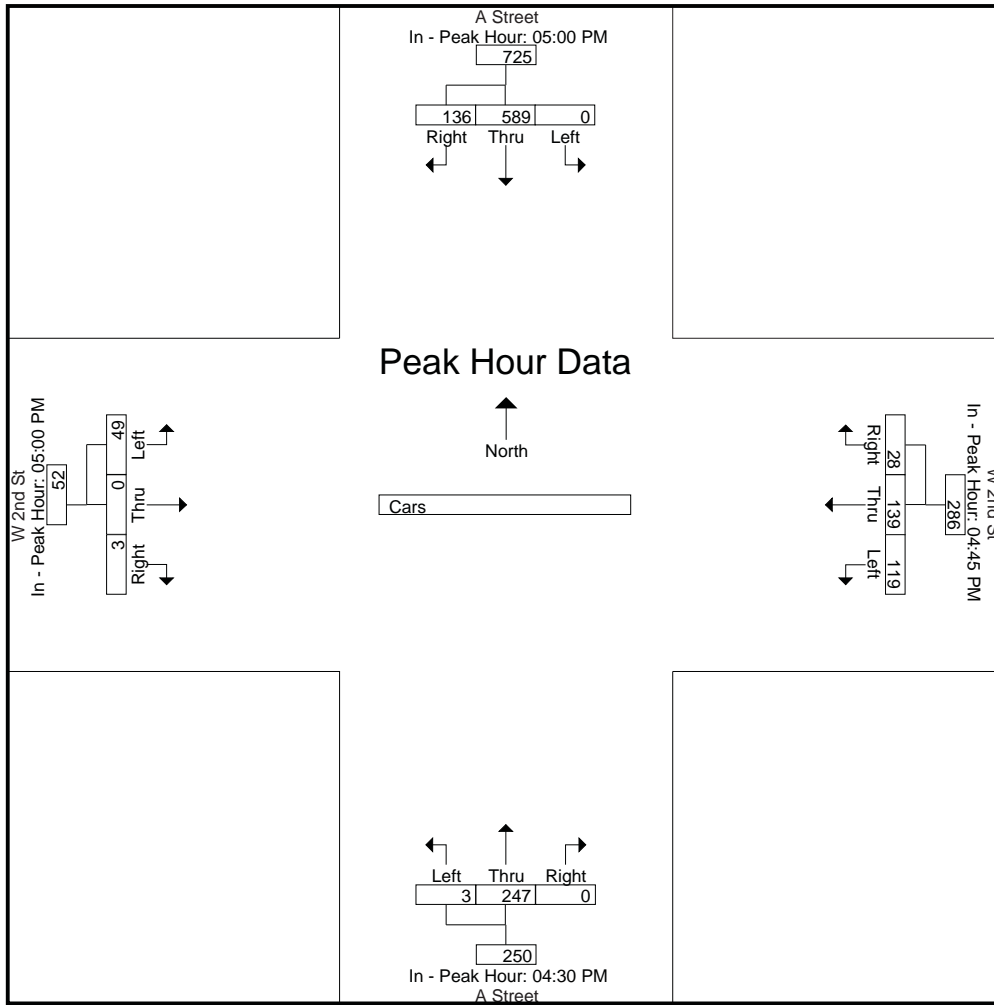 A Street
In - Peak Hour: 05:00 PM
725
136 589 0
Right Thru Left
Peak Hour Data
North
Cars
W 2nd St
In - Peak Hour: 05:00 PM
52
49 0 3
Left Thru Right
W 2nd St
In - Peak Hour: 04:45 PM
286
28 139 119
Right Thru Left
Left Thru Right
3 247 0
250
In - Peak Hour: 04:30 PM
A Street